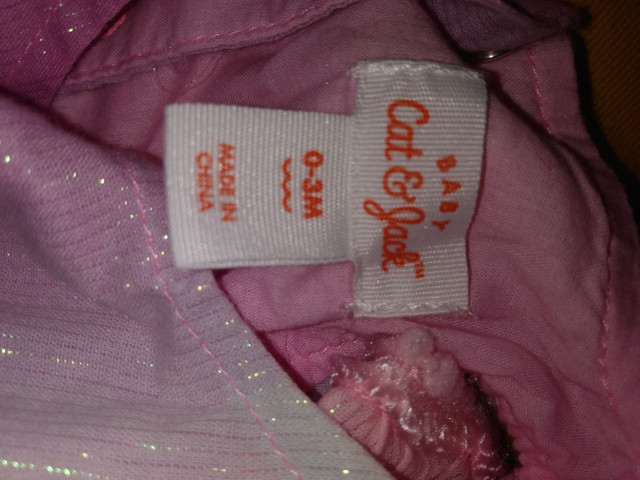 BABY
Cat & Jack™
0-3M
MADE IN
CHINA